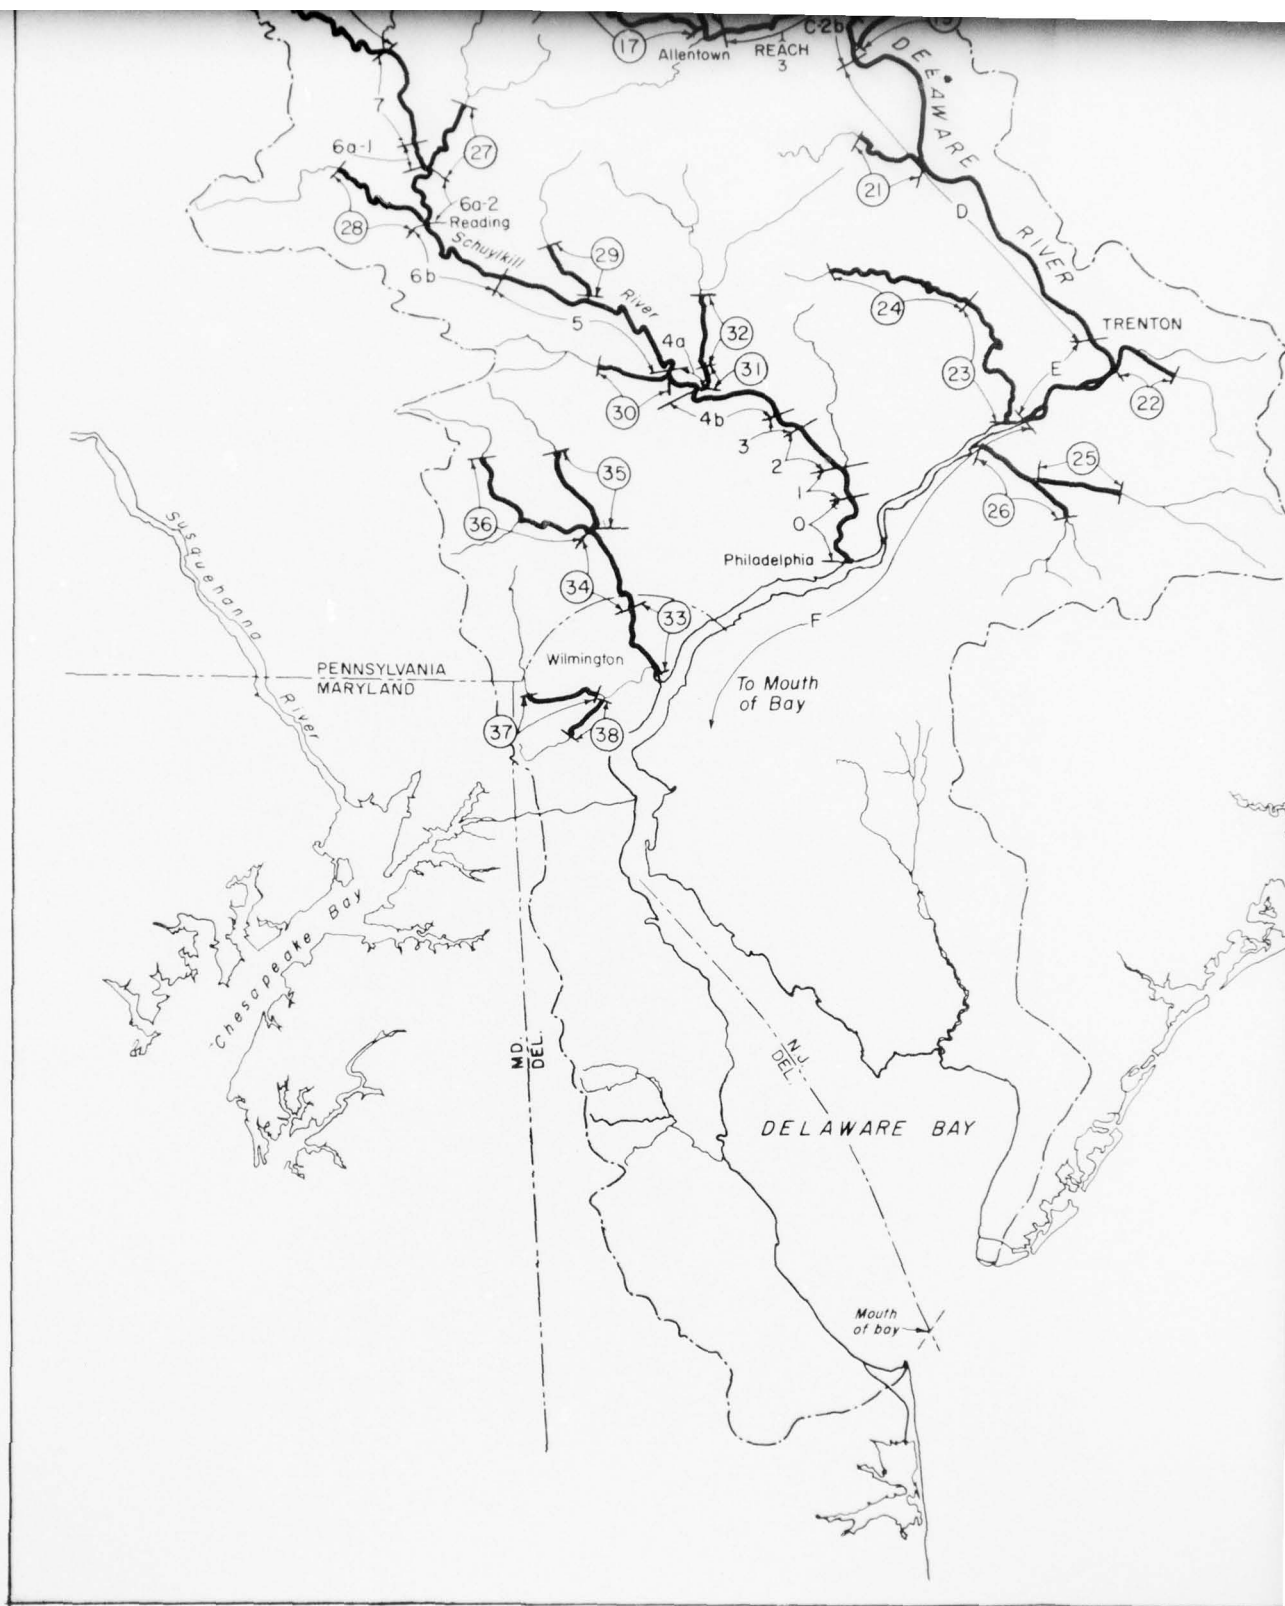 C-2b
17
Allentown
REACH
3
DELAWARE
RIVER
7
6a-1
27
21
28
6a-2
Reading
D
Schuylkill
River
29
6b
5
24
32
4a
31
TRENTON
23
E
22
30
4b
3
2
35
25
1
36
26
0
Susquehanna
River
Philadelphia
34
33
F
Wilmington
PENNSYLVANIA
MARYLAND
To Mouth
of Bay
37
38
Chesapeake Bay
MD.
DEL.
N.J.
DEL.
DELAWARE BAY
Mouth
of bay